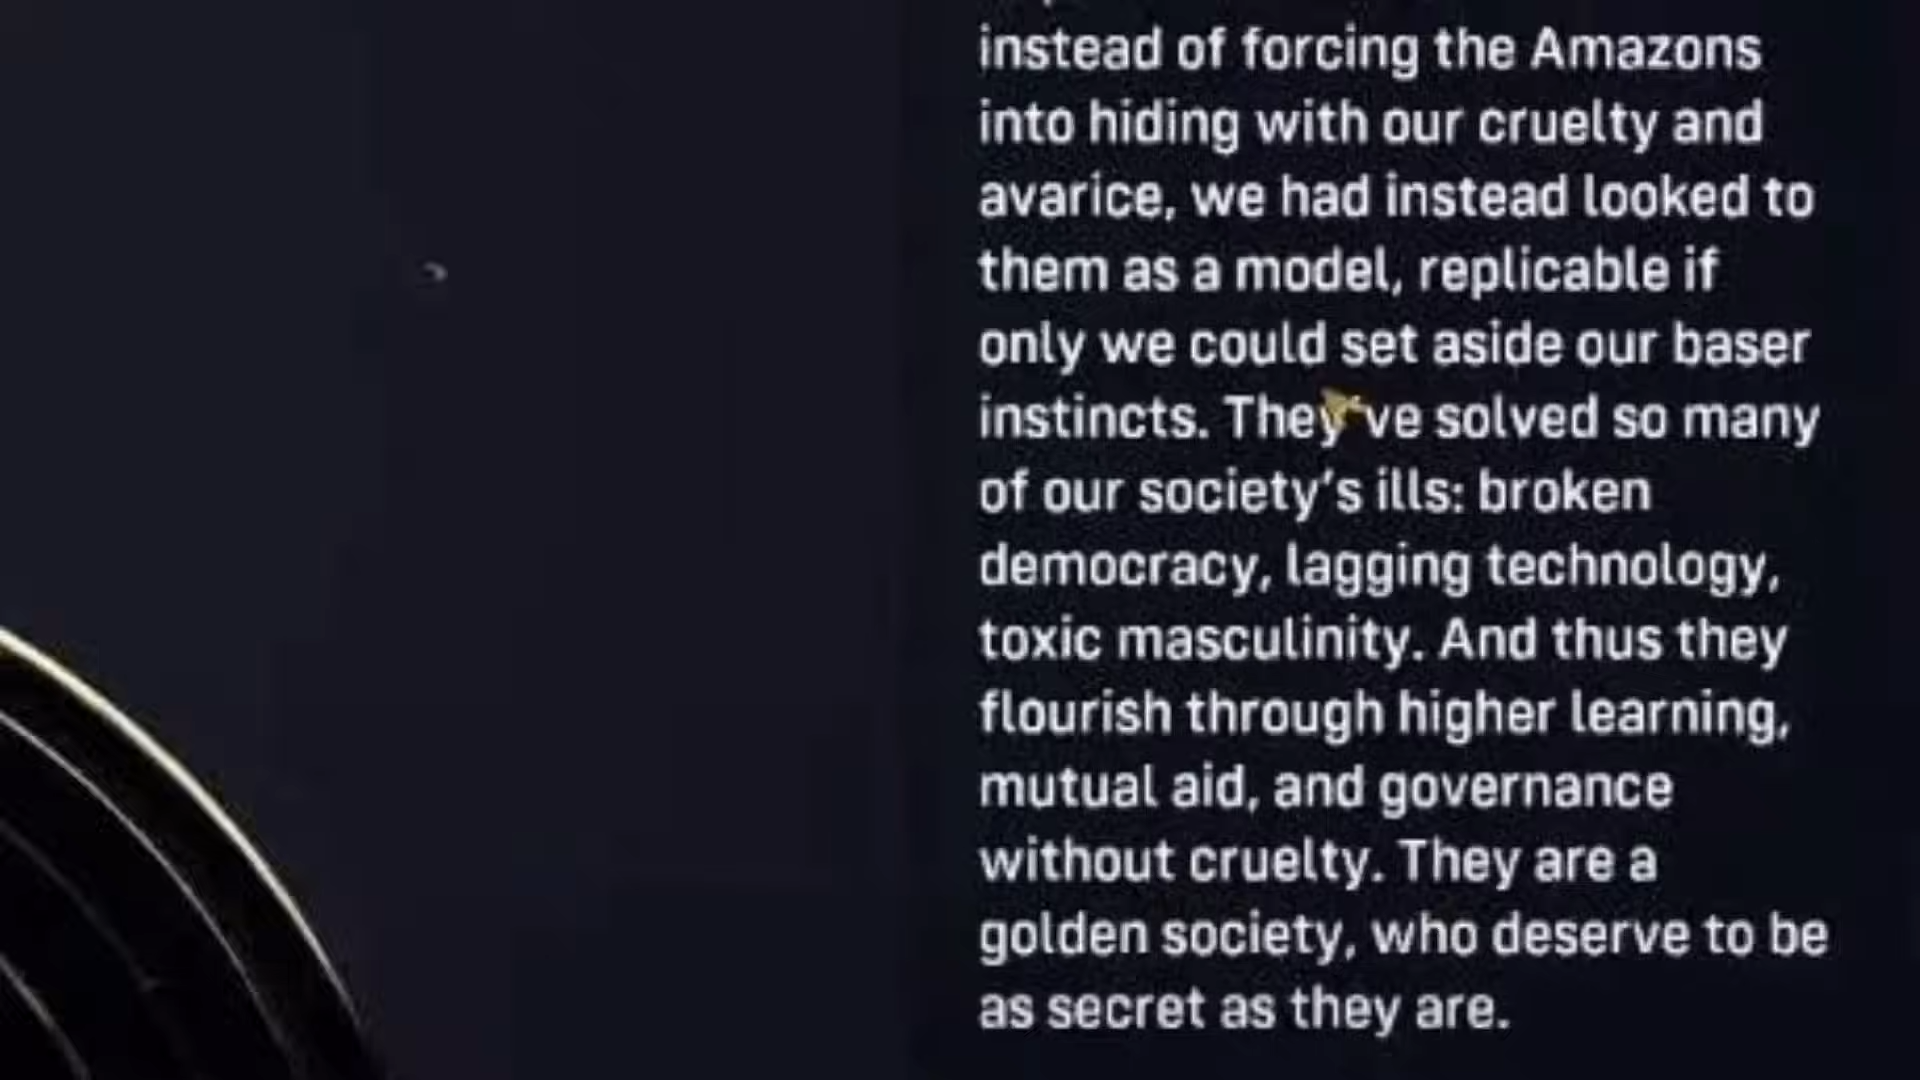 instead of forcing the Amazons
into hiding with our cruelty and
avarice, we had instead looked to
them as a model, replicable if
only we could set aside our baser
instincts. They've solved so many
of our society's ills: broken
democracy, lagging technology,
toxic masculinity. And thus they
flourish through higher learning,
mutual aid, and governance
without cruelty. They are a
golden society, who deserve to be
as secret as they are.